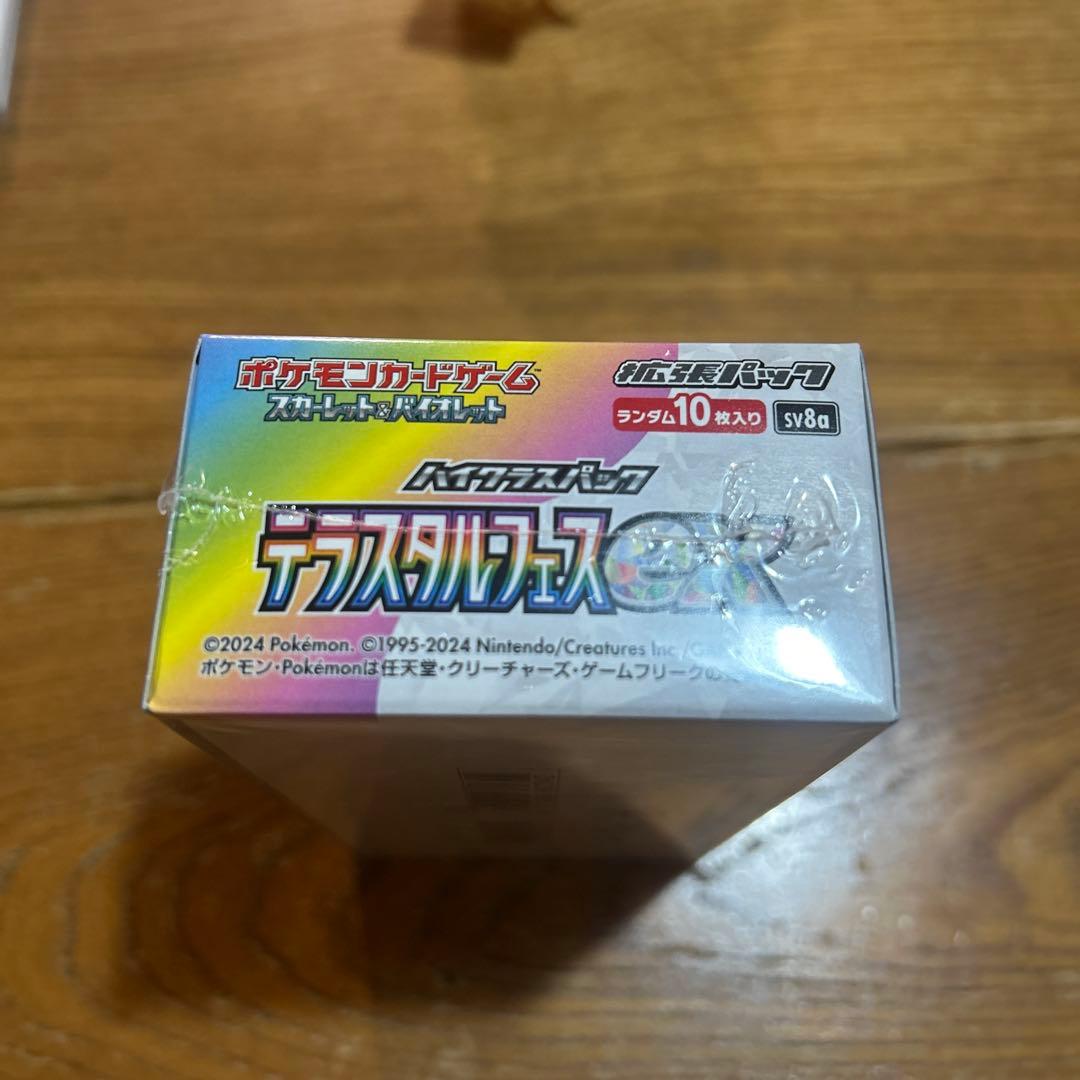 ポケモンカードゲーム™
スカーレット&バイオレット
拡張パック
ランダム10枚入り
sv8a
ハイクラスパック
テラスタルフェスex
©2024 Pokémon. ©1995-2024 Nintendo/Creatures Inc./
ポケモン・Pokémonは任天堂・クリーチャーズ・ゲームフリークの